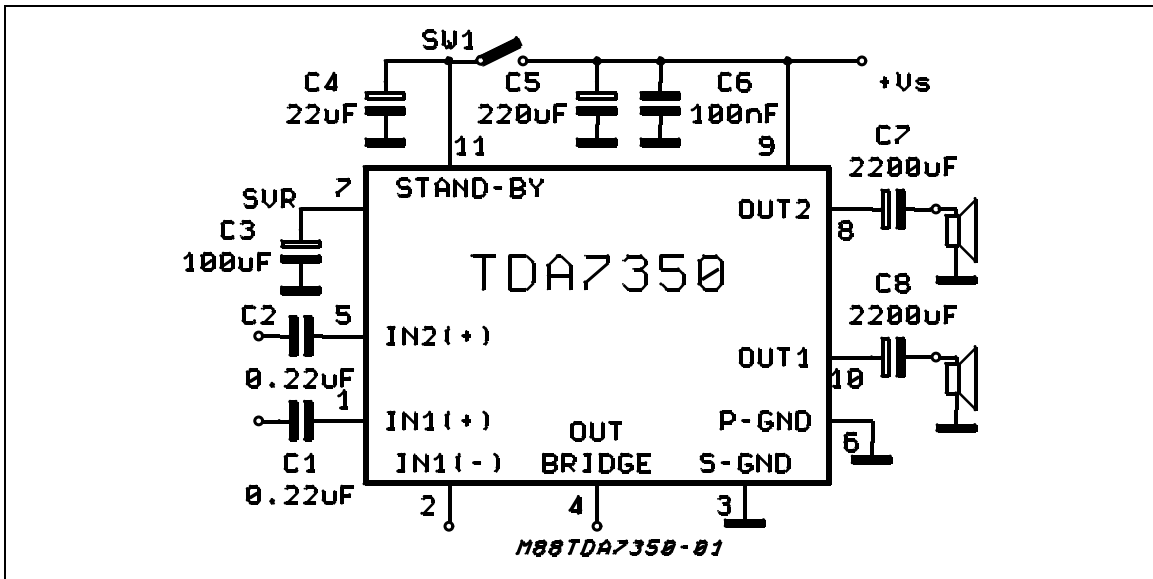 SW1
C4
22uF
C5
220uF
C6
100nF
+Vs
11
9
C7
2200uF
7
SVR
STAND-BY
OUT2
8
C3
100uF
TDA7350
C8
2200uF
C2
5
IN2(+)
0.22uF
OUT1
10
1
IN1(+)
OUT
BRIDGE
P-GND
6
C1
0.22uF
IN1(-)
S-GND
2
4
3
M88TDA7350-01